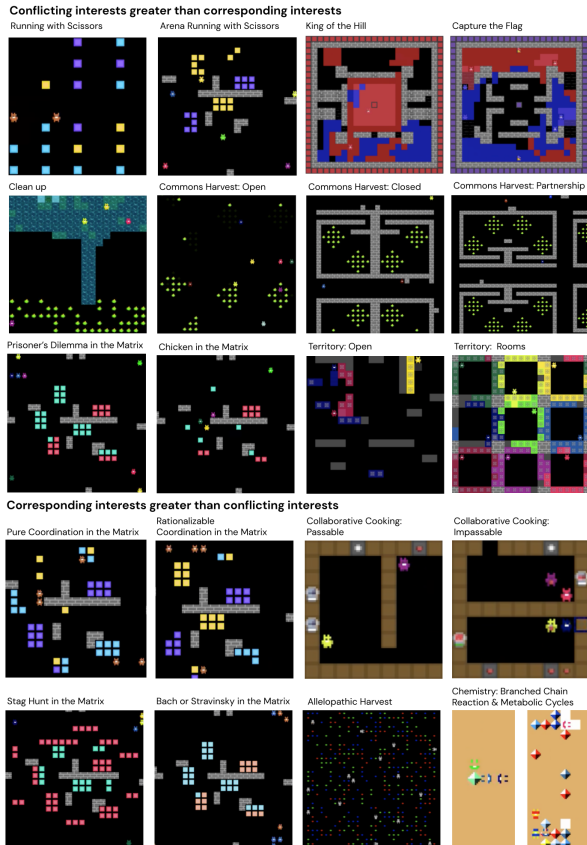 Conflicting interests greater than corresponding interests
Running with Scissors
Arena Running with Scissors
King of the Hill
Capture the Flag
Clean up
Commons Harvest: Open
Commons Harvest: Closed
Commons Harvest: Partnership
Prisoner's Dilemma in the Matrix
Chicken in the Matrix
Territory: Open
Territory: Rooms
Corresponding interests greater than conflicting interests
Pure Coordination in the Matrix
Rationalizable
Coordination in the Matrix
Collaborative Cooking:
Passable
Collaborative Cooking:
Impassable
Stag Hunt in the Matrix
Bach or Stravinsky in the Matrix
Allelopathic Harvest
Chemistry: Branched Chain
Reaction & Metabolic Cycles